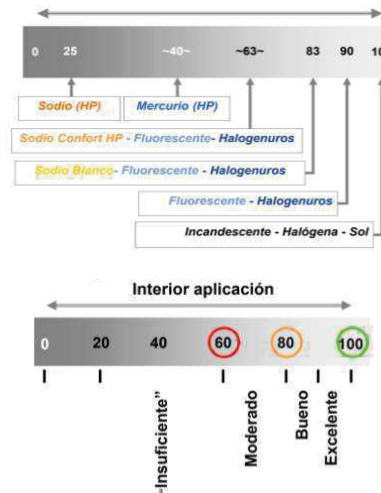 0 25 ~40~ ~63~ 83 90 10
Sodio (HP) Mercurio (HP)
Sodio Confort HP - Fluorescente- Halogenuros
Sodio Blanco- Fluorescente - Halogenuros
Fluorescente - Halogenuros
Incandescente - Halógena - Sol
Interior aplicación
0 20 40 60 80 100
"Insuficiente"
Moderado
Bueno
Excelente